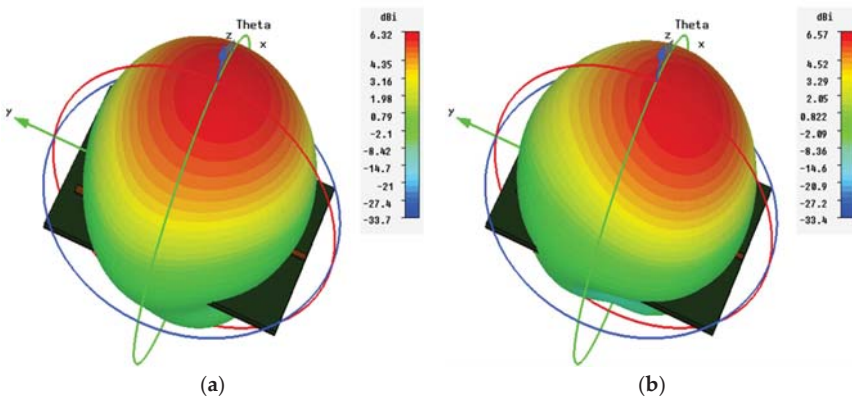 Theta
z
x
y
dBi
6.32
4.35
3.16
1.98
0.79
-2.1
-8.42
-14.7
-21
-27.4
-33.7
(a)
Theta
z
x
y
dBi
6.57
4.52
3.29
2.05
0.822
-2.09
-8.36
-14.6
-20.9
-27.2
-33.4
(b)